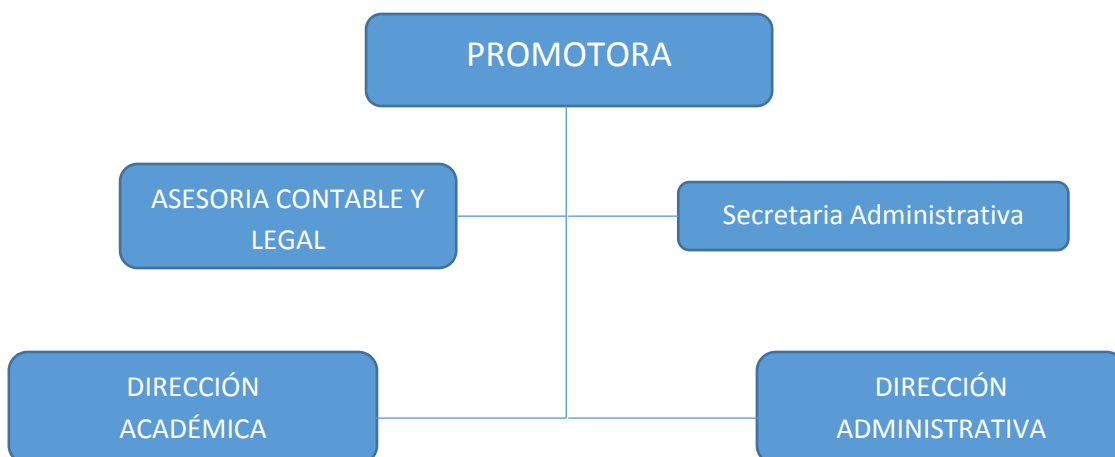 PROMOTORA
ASESORIA CONTABLE Y
LEGAL
Secretaria Administrativa
DIRECCIÓN
ACADÉMICA
DIRECCIÓN
ADMINISTRATIVA